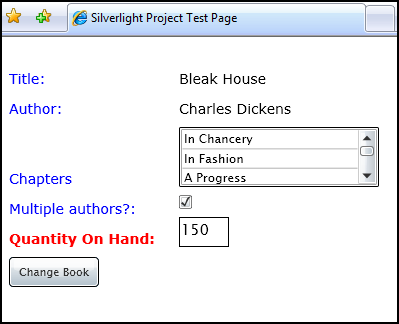 Silverlight Project Test Page
Title: Bleak House
Author: Charles Dickens
In Chancery
In Fashion
A Progress
Chapters
Multiple authors?:
Quantity On Hand: 150
Change Book